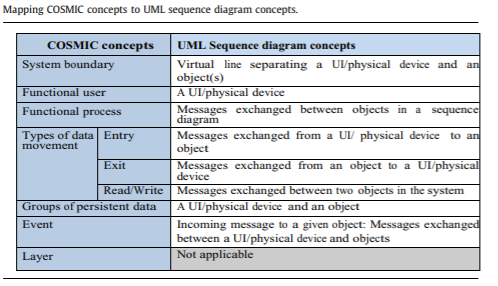 Mapping COSMIC concepts to UML sequence diagram concepts.
COSMIC concepts UML Sequence diagram concepts
System boundary Virtual line separating a UI/physical device and an
object(s)
Functional user A UI/physical device
Functional process Messages exchanged between objects in a sequence
diagram
Types of data Entry Messages exchanged from a UI/ physical device to an
movement object
Exit Messages exchanged from an object to a UI/physical
device
Read/Write Messages exchanged between two objects in the system
Groups of persistent data A UI/physical device and an object
Event Incoming message to a given object: Messages exchanged
between a UI/physical device and objects
Layer Not applicable